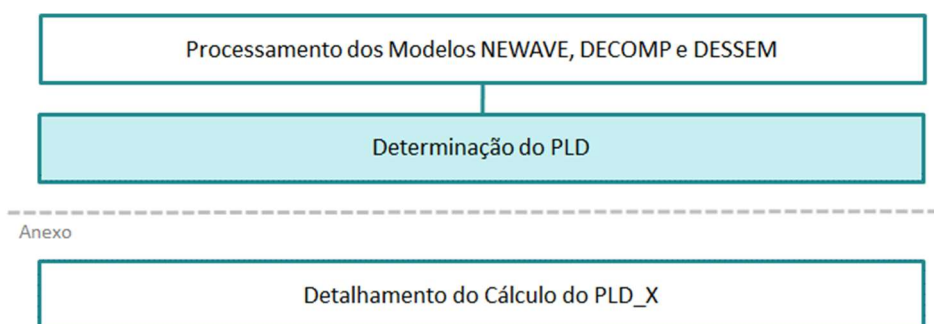 Processamento dos Modelos NEWAVE, DECOMP e DESSEM
Determinação do PLD
Anexo
Detalhamento do Cálculo do PLD_X